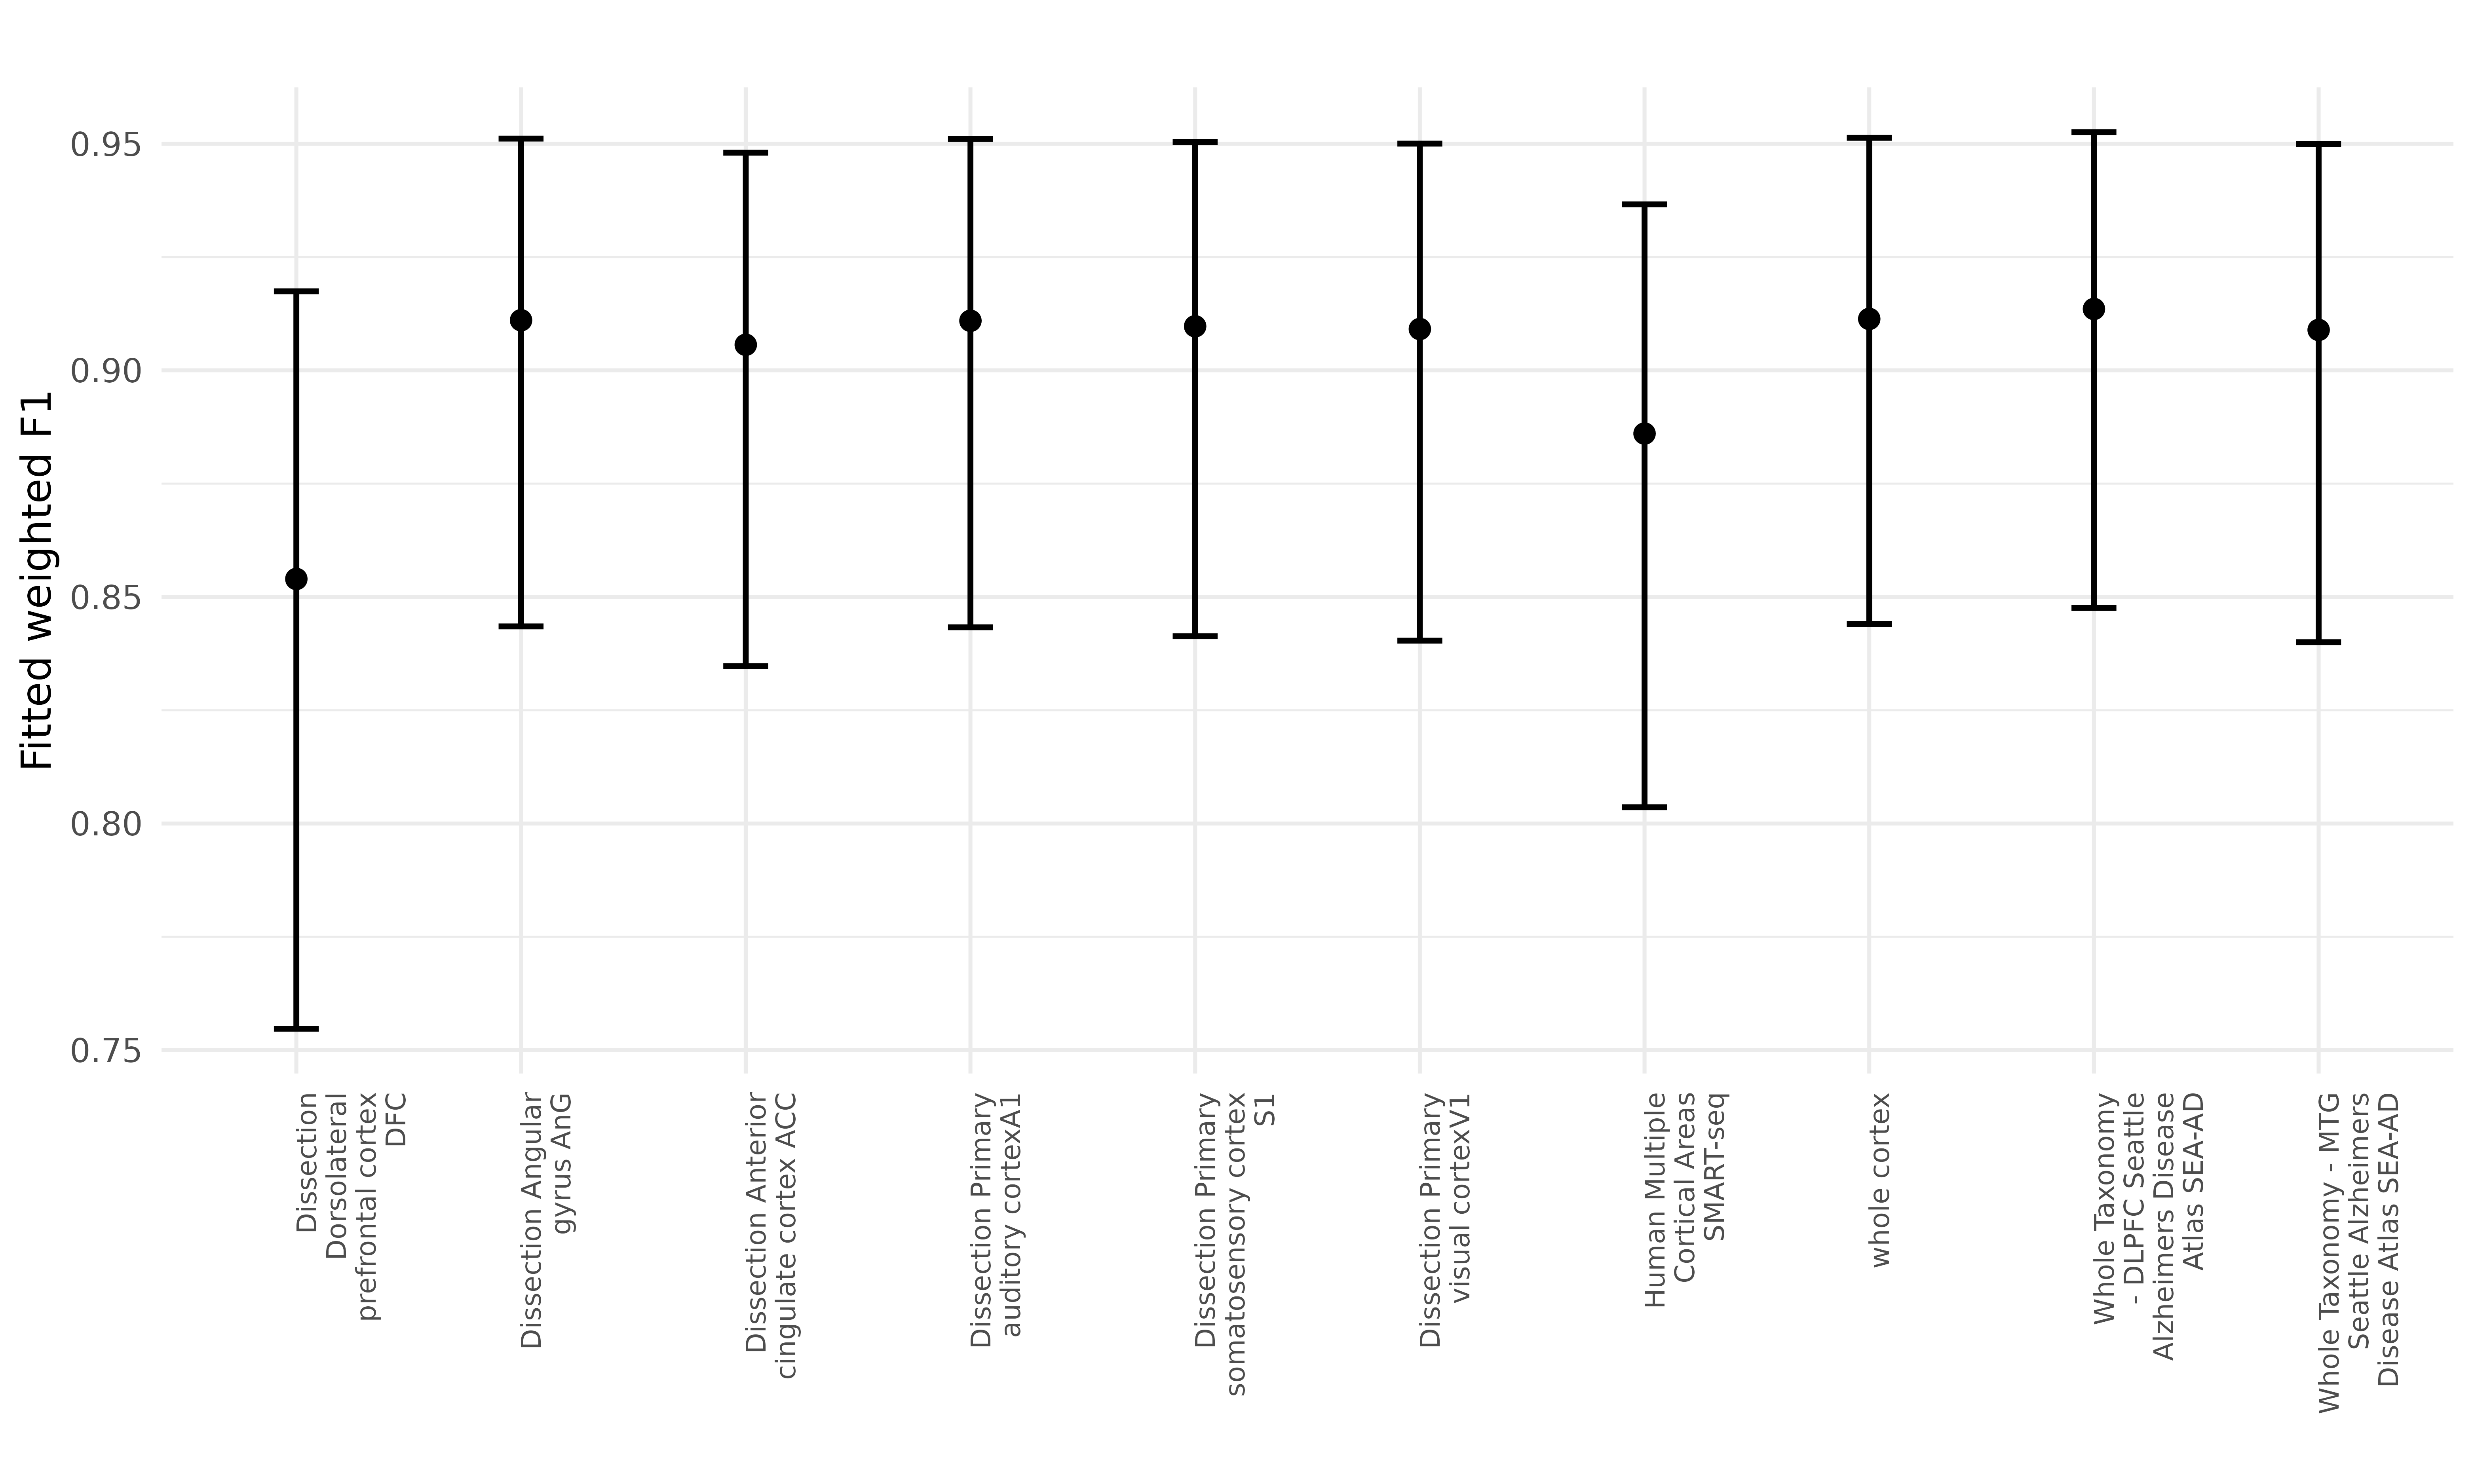 Fitted weighted F1
0.95
0.90
0.85
0.80
0.75
Dissection
Dorsolateral
prefrontal cortex
DFC
Dissection Angular
gyrus AnG
Dissection Anterior
cingulate cortex ACC
Dissection Primary
auditory cortexA1
Dissection Primary
somatosensory cortex
S1
Dissection Primary
visual cortexV1
Human Multiple
Cortical Areas
SMART-seq
whole cortex
Whole Taxonomy
- DLPFC Seattle
Alzheimers Disease
Atlas SEA-AD
Whole Taxonomy - MTG
Seattle Alzheimers
Disease Atlas SEA-AD